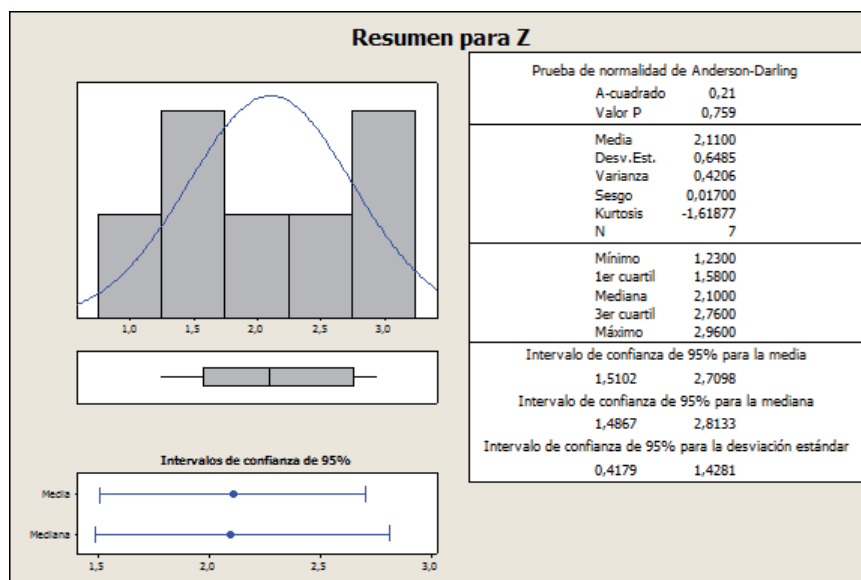 Resumen para Z
1,0 1,5 2,0 2,5 3,0
Intervalos de confianza de 95%
Media
Mediana
1,5 2,0 2,5 3,0
Prueba de normalidad de Anderson-Darling
A-cuadrado 0,21
Valor P 0,759
Media 2,1100
Desv.Est. 0,6485
Varianza 0,4206
Sesgo 0,01700
Kurtosis -1,61877
N 7
Mínimo 1,2300
1er cuartil 1,5800
Mediana 2,1000
3er cuartil 2,7600
Máximo 2,9600
Intervalo de confianza de 95% para la media
1,5102 2,7098
Intervalo de confianza de 95% para la mediana
1,4867 2,8133
Intervalo de confianza de 95% para la desviación estándar
0,4179 1,4281